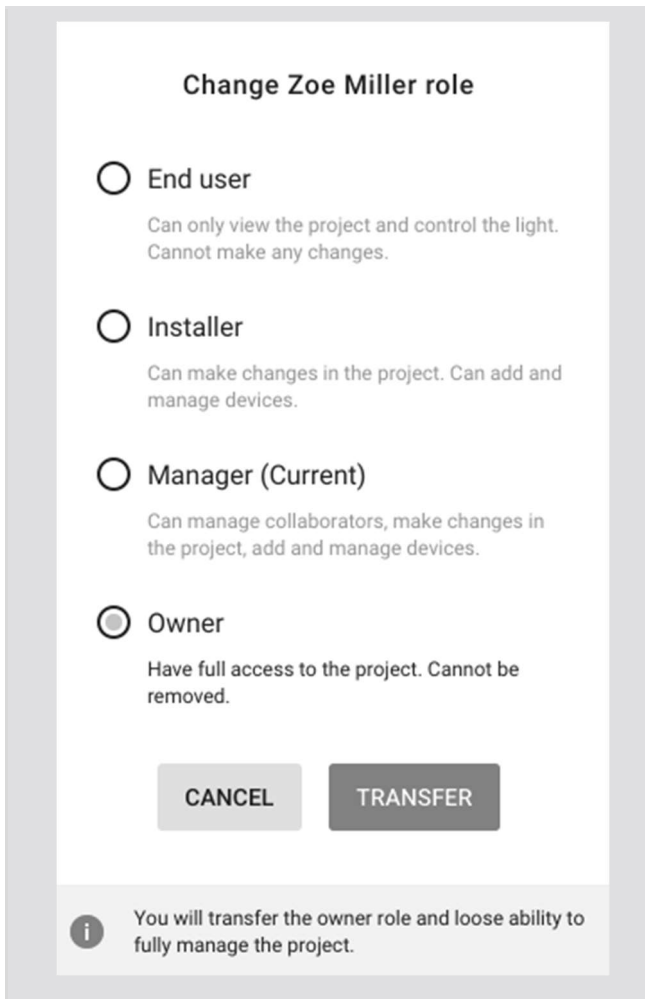 Change Zoe Miller role
End user
Can only view the project and control the light.
Cannot make any changes.
Installer
Can make changes in the project. Can add and
manage devices.
Manager (Current)
Can manage collaborators, make changes in
the project, add and manage devices.
Owner
Have full access to the project. Cannot be
removed.
CANCEL TRANSFER
i
You will transfer the owner role and loose ability to
fully manage the project.